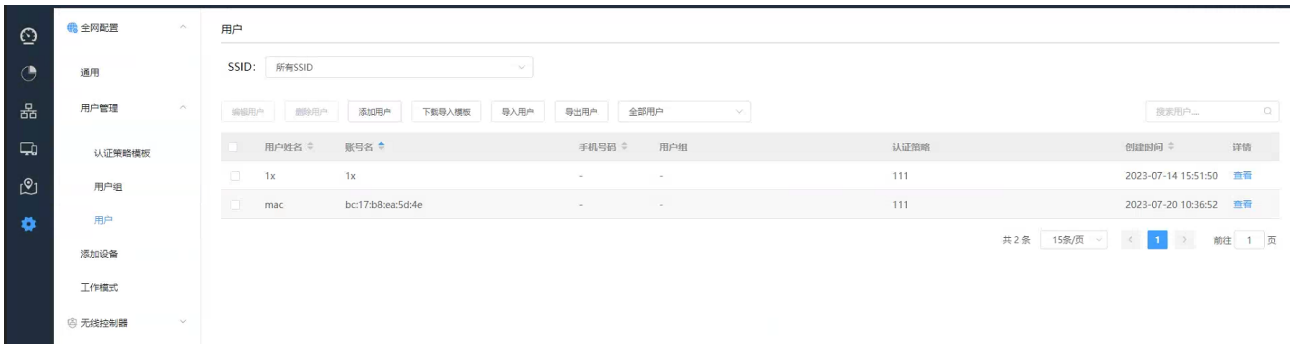 全网配置
通用
用户管理
认证策略模板
用户组
用户
添加设备
工作模式
无线控制器
用户
SSID: 所有SSID
编辑用户 删除用户 添加用户 下载导入模板 导入用户 导出用户 全部用户 搜索用户...
用户姓名 账号名 手机号码 用户组 认证策略 创建时间 详情
1x 1x - - 111 2023-07-14 15:51:50 查看
mac bc:17:b8:ea:5d:4e - - 111 2023-07-20 10:36:52 查看
共 2 条 15条/页 < 1 > 前往 1 页